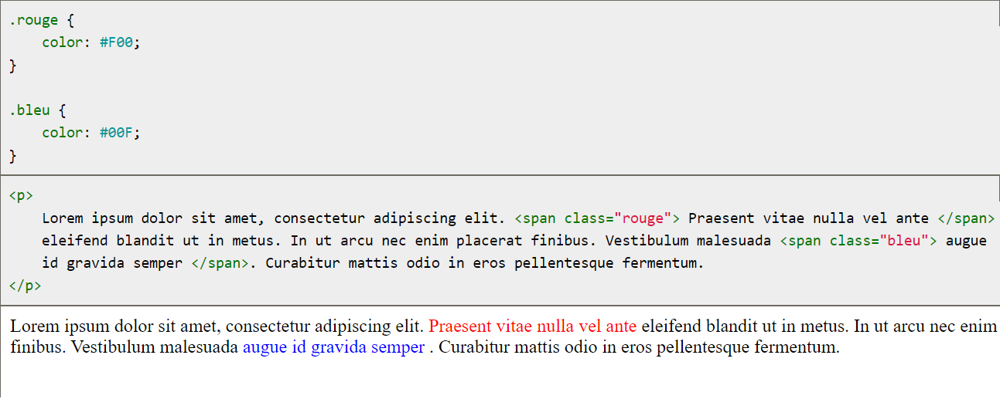 .rouge {
    color: #F00;
}
.bleu {
    color: #00F;
}
<p>
    Lorem ipsum dolor sit amet, consectetur adipiscing elit. <span class="rouge"> Praesent vitae nulla vel ante </span>
    eleifend blandit ut in metus. In ut arcu nec enim placerat finibus. Vestibulum malesuada <span class="bleu"> augue
    id gravida semper </span>. Curabitur mattis odio in eros pellentesque fermentum.
</p>
Lorem ipsum dolor sit amet, consectetur adipiscing elit. Praesent vitae nulla vel ante eleifend blandit ut in metus. In ut arcu nec enim
finibus. Vestibulum malesuada augue id gravida semper . Curabitur mattis odio in eros pellentesque fermentum.